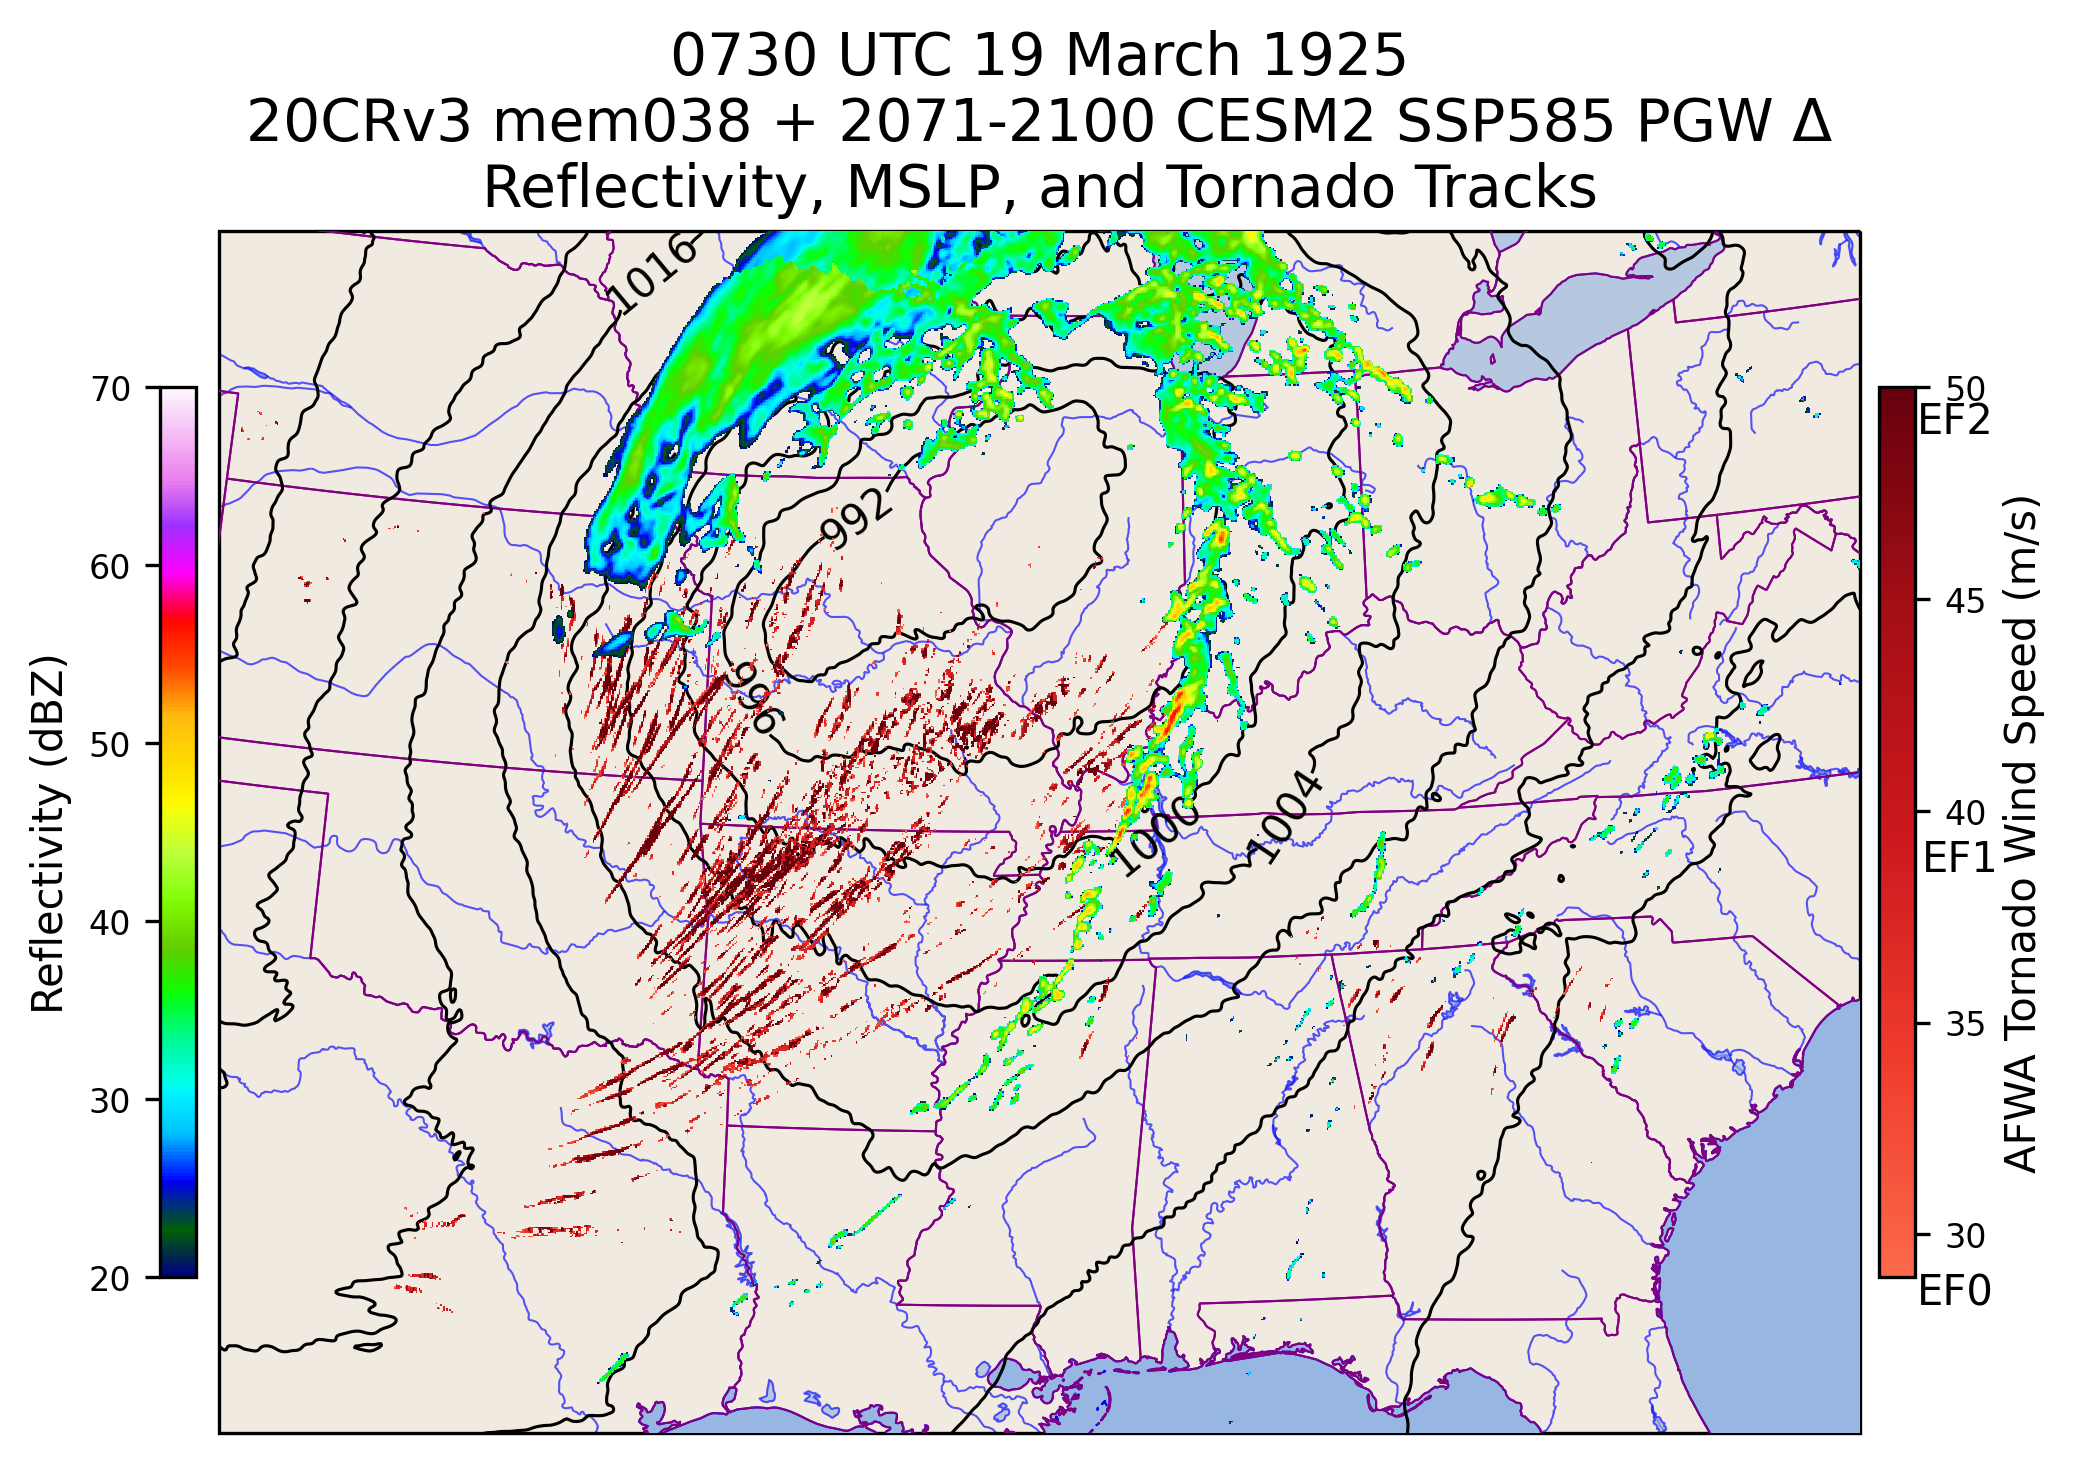 0730 UTC 19 March 1925
20CRv3 mem038 + 2071-2100 CESM2 SSP585 PGW Δ
Reflectivity, MSLP, and Tornado Tracks
Reflectivity (dBZ)
70
60
50
40
30
20
1016
992
996
1000
1004
50
EF2
45
40
EF1
35
30
EF0
AFWA Tornado Wind Speed (m/s)